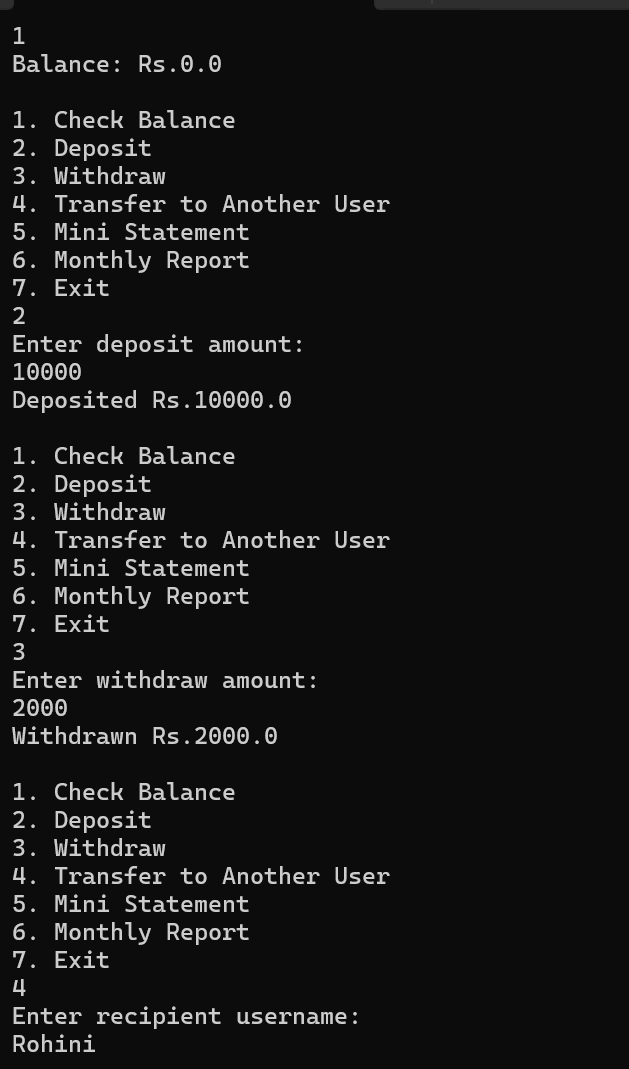 1
Balance: Rs.0.0
1. Check Balance
2. Deposit
3. Withdraw
4. Transfer to Another User
5. Mini Statement
6. Monthly Report
7. Exit
2
Enter deposit amount:
10000
Deposited Rs.10000.0
1. Check Balance
2. Deposit
3. Withdraw
4. Transfer to Another User
5. Mini Statement
6. Monthly Report
7. Exit
3
Enter withdraw amount:
2000
Withdrawn Rs.2000.0
1. Check Balance
2. Deposit
3. Withdraw
4. Transfer to Another User
5. Mini Statement
6. Monthly Report
7. Exit
4
Enter recipient username:
Rohini